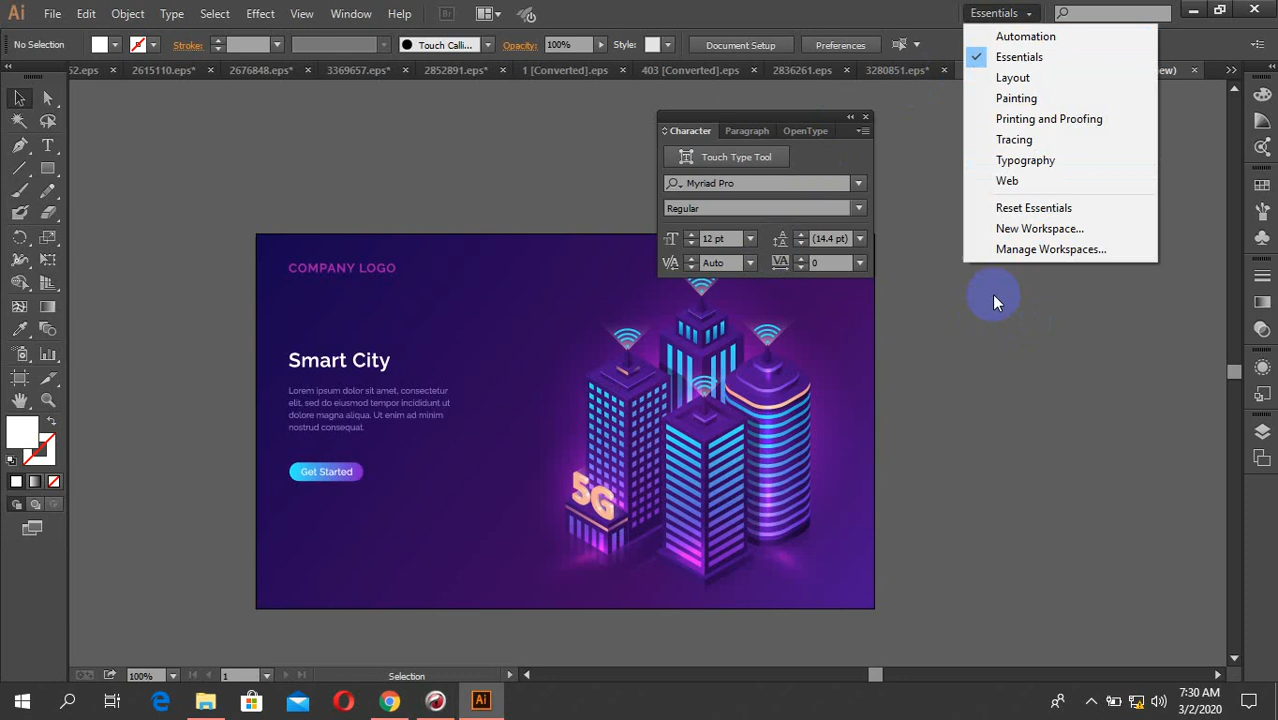 Ai File Edit Object Type Select Effect View Window Help Br Essentials
No Selection Stroke: Touch Calli... Opacity: 100% Style: Document Setup Preferences
52.eps 2615110.eps* 2676848.eps* 3369657.eps* 2852891.eps* 1 [Converted].eps 403 [Converted].eps 2836261.eps 3280851.eps*
Automation
Essentials
Layout
Painting
Printing and Proofing
Tracing
Typography
Web
Reset Essentials
New Workspace...
Manage Workspaces...
Character Paragraph OpenType
Touch Type Tool
Myriad Pro
Regular
12 pt (14.4 pt)
Auto 0
COMPANY LOGO
Smart City
Lorem ipsum dolor sit amet, consectetur
elit, sed do eiusmod tempor incididunt ut
dolore magna aliqua. Ut enim ad minim
nostrud consequat.
Get Started
5G
100% 1 Selection
7:30 AM
3/2/2020